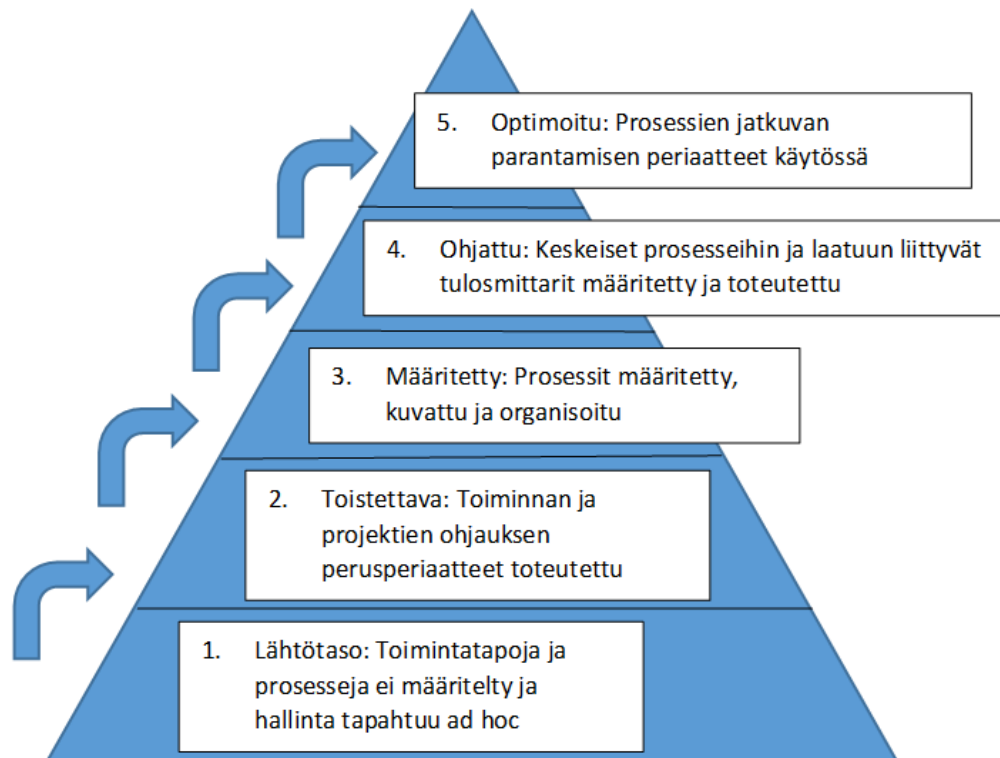 5. Optimoitu: Prosessien jatkuvan
parantamisen periaatteet käytössä
4. Ohjattu: Keskeiset prosesseihin ja laatuun liittyvät
tulosmittarit määritetty ja toteutettu
3. Määritetty: Prosessit määritetty,
kuvattu ja organisoitu
2. Toistettava: Toiminnan ja
projektien ohjauksen
perusperiaatteet toteutettu
1. Lähtötaso: Toimintatapoja ja
prosesseja ei määritelty ja
hallinta tapahtuu ad hoc